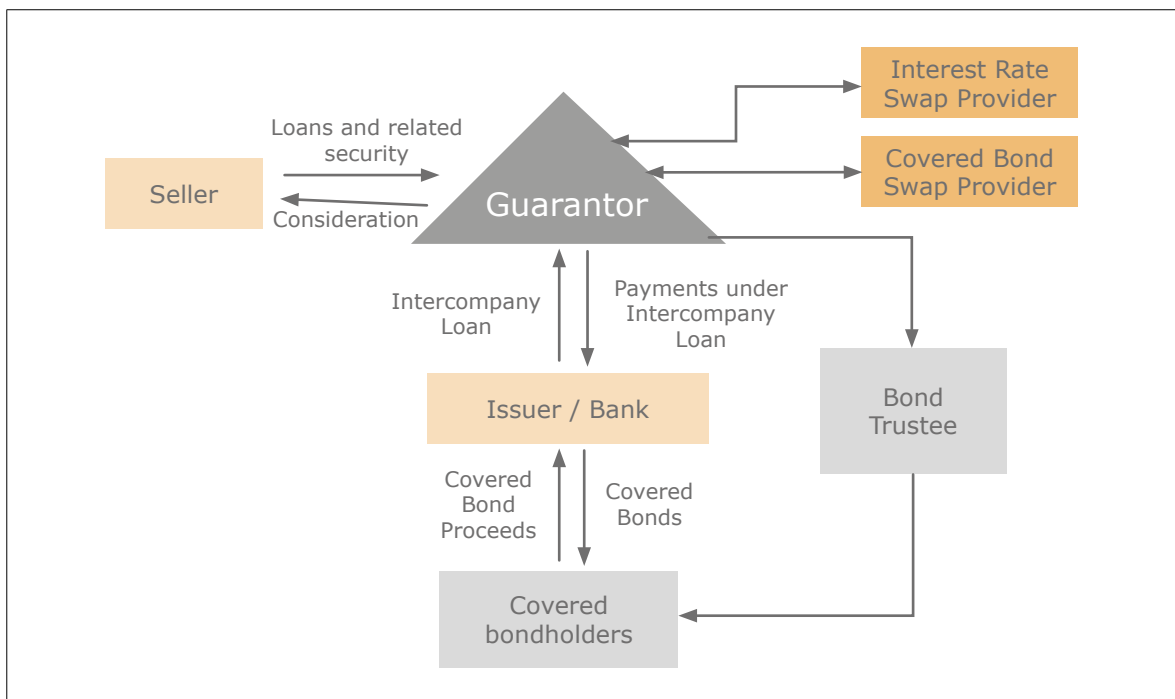 Interest Rate
Swap Provider
Loans and related
security
Covered Bond
Swap Provider
Seller
Guarantor
Consideration
Intercompany
Loan
Payments under
Intercompany
Loan
Issuer / Bank
Bond
Trustee
Covered
Bond
Proceeds
Covered
Bonds
Covered
bondholders